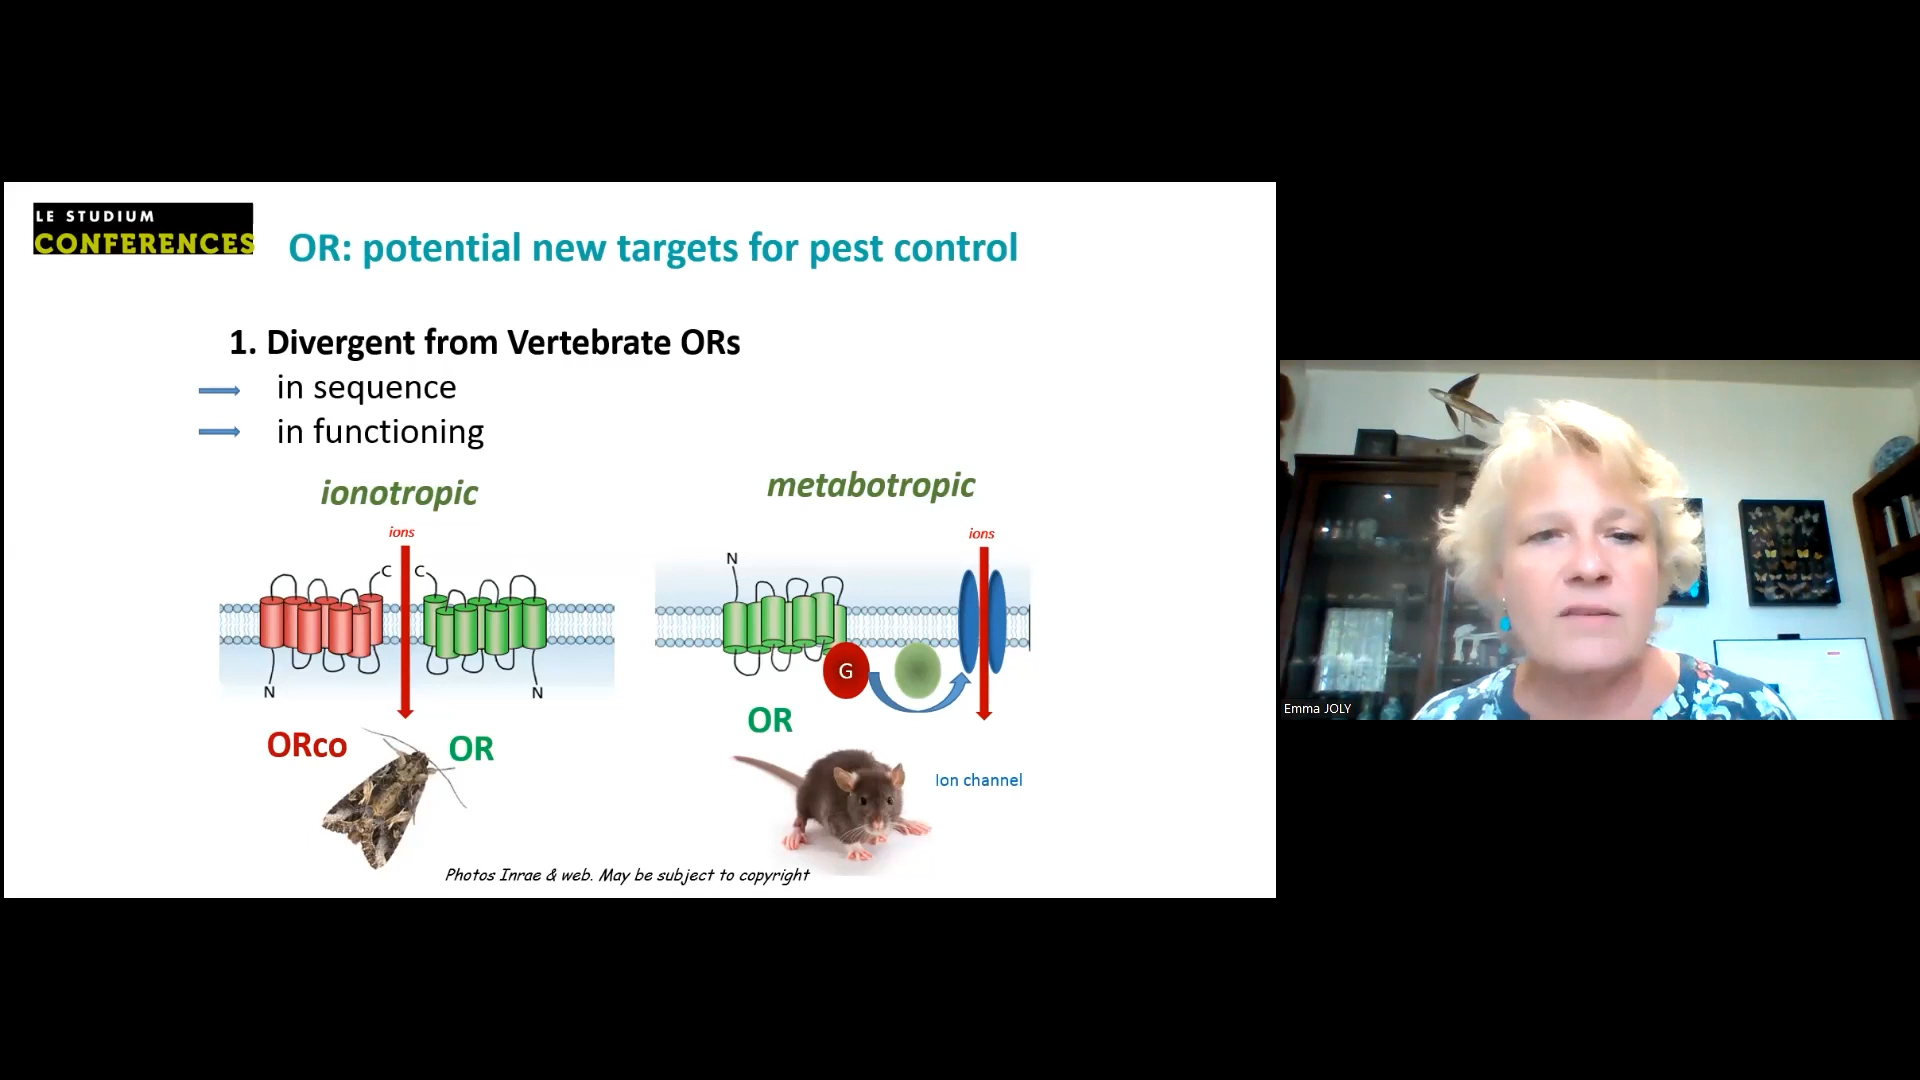 LE STUDIUM
CONFERENCES
OR: potential new targets for pest control
1. Divergent from Vertebrate ORs
in sequence
in functioning
ionotropic
metabotropic
ions
ions
C C
N
N
N
G
ORco
OR
OR
Ion channel
Photos Inrae & web. May be subject to copyright
Emma JOLY